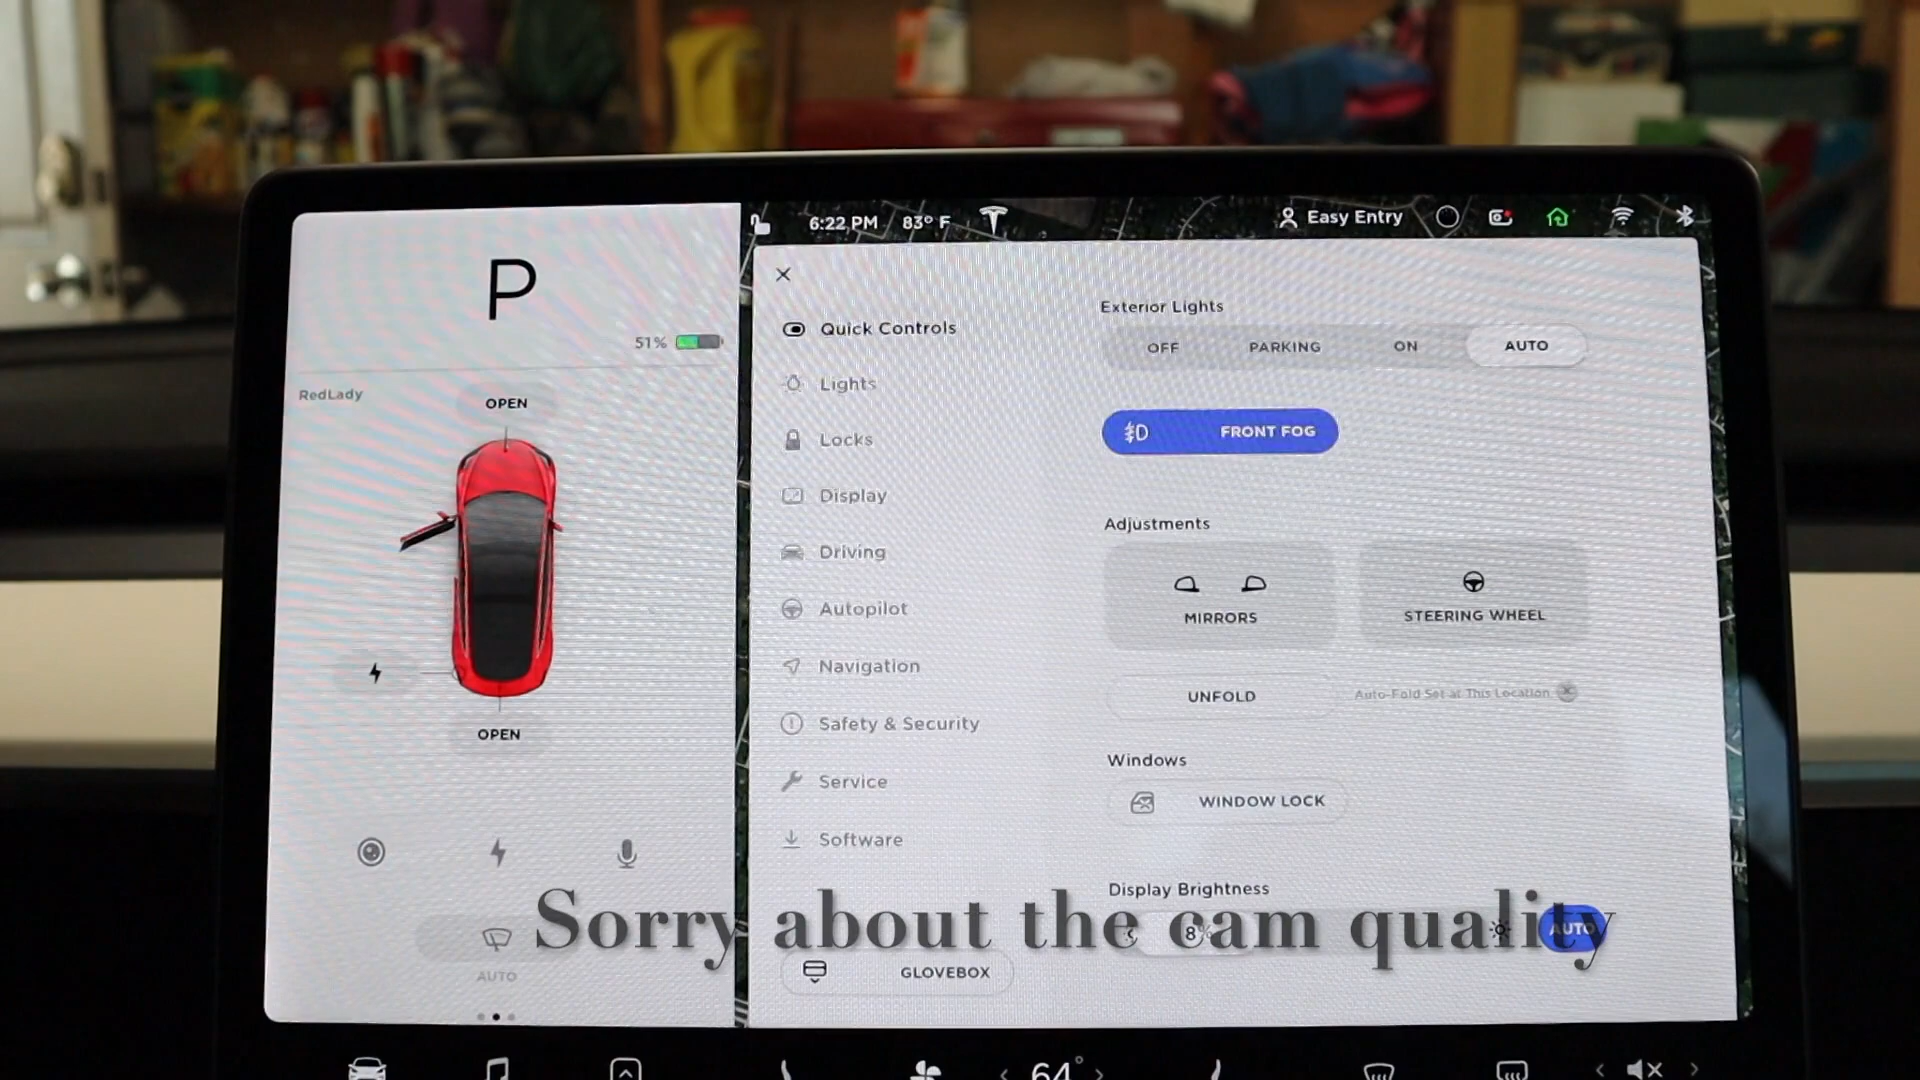 6:22 PM 83° F
Easy Entry
P
51%
RedLady
OPEN
OPEN
AUTO
Quick Controls
Lights
Locks
Display
Driving
Autopilot
Navigation
Safety & Security
Service
Software
GLOVEBOX
Exterior Lights
OFF PARKING ON AUTO
FRONT FOG
Adjustments
MIRRORS
STEERING WHEEL
UNFOLD
Auto-Fold Set at This Location
Windows
WINDOW LOCK
Display Brightness
8%
AUTO
Sorry about the cam quality
64°